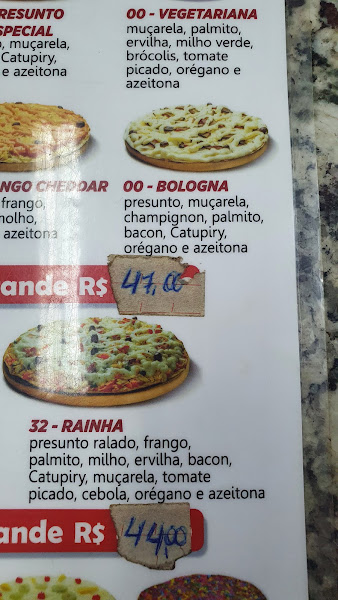 RESUNTO
SPECIAL
o, muçarela,
Catupiry,
e azeitona
00 - VEGETARIANA
muçarela, palmito,
ervilha, milho verde,
brócolis, tomate
picado, orégano e
azeitona
NGO CHEDDAR
frango,
molho,
azeitona
00 - BOLOGNA
presunto, muçarela,
champignon, palmito,
bacon, Catupiry,
orégano e azeitona
ande R$ 47,00
32 - RAINHA
presunto ralado, frango,
palmito, milho, ervilha, bacon,
Catupiry, muçarela, tomate
picado, cebola, orégano e azeitona
ande R$ 44,00